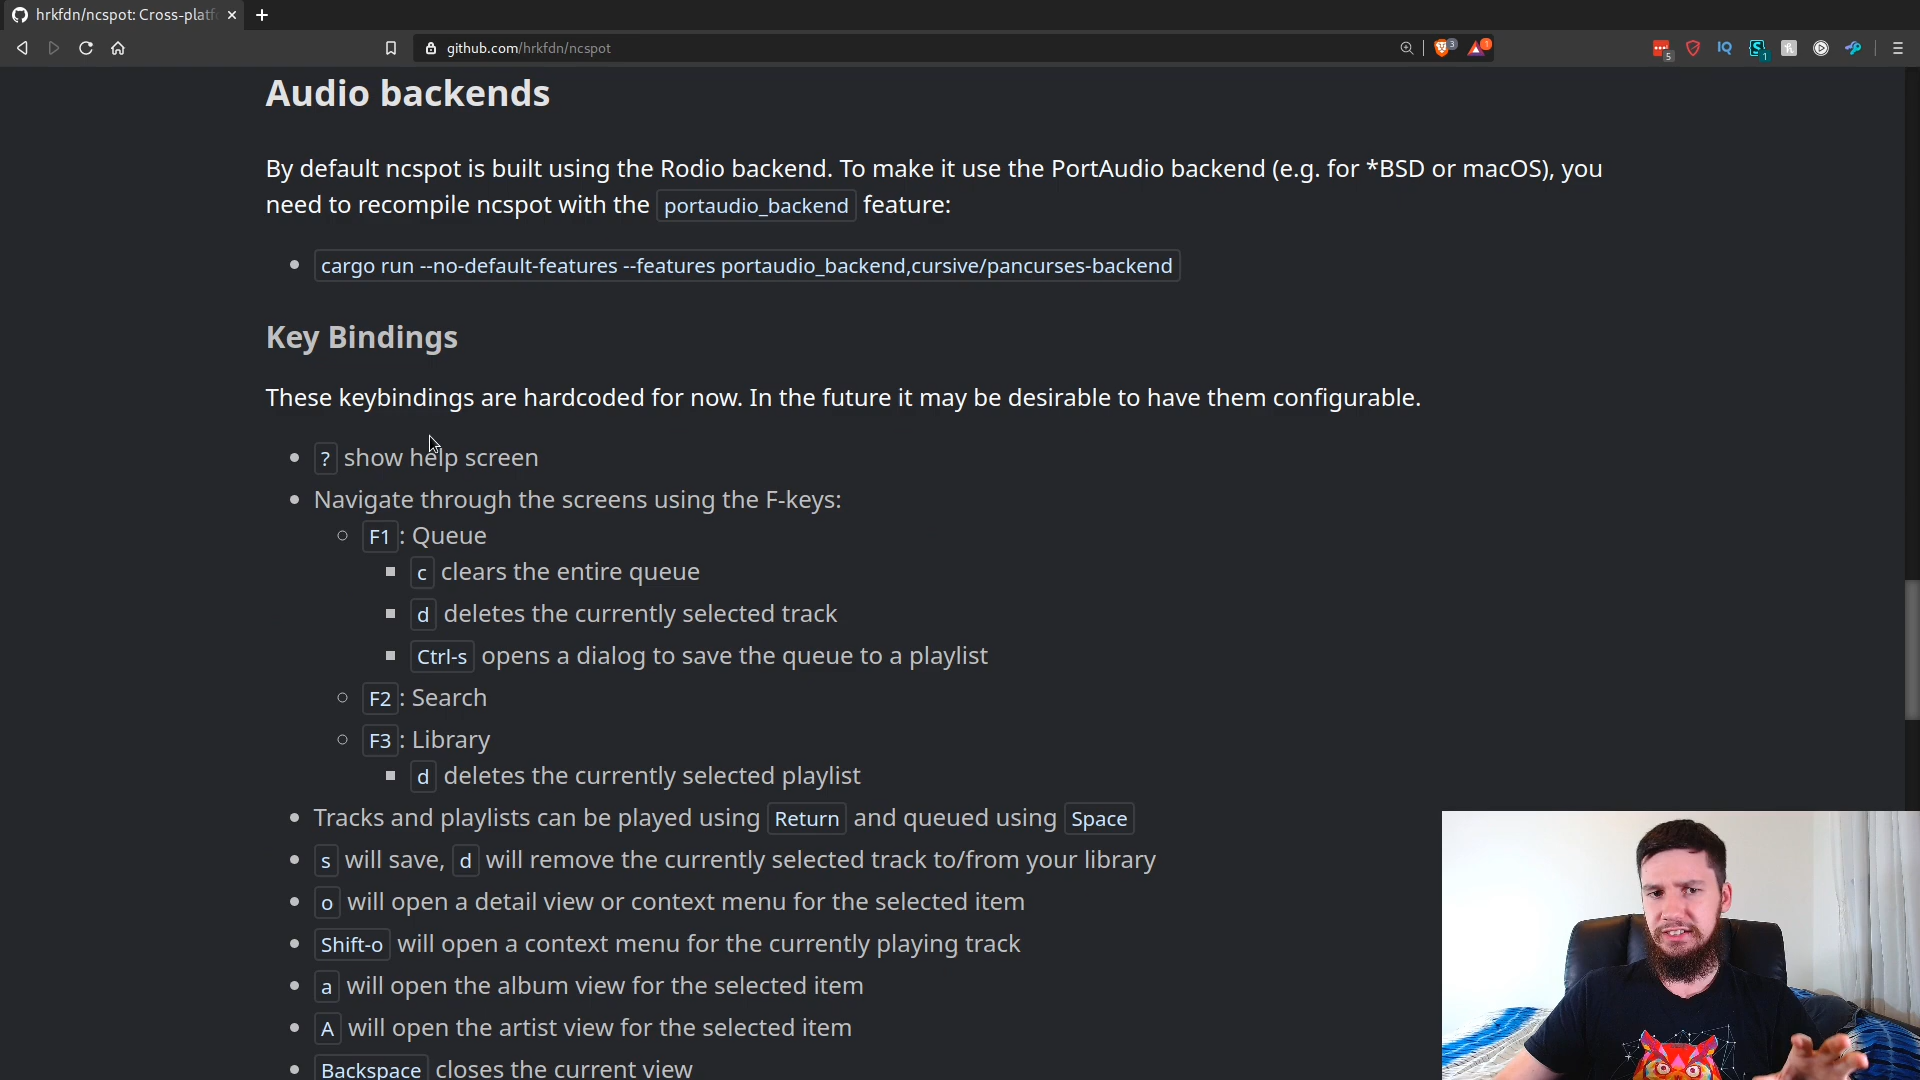 hrkfdn/ncspot: Cross-platf
github.com/hrkfdn/ncspot
3
1
5
IQ
1
Audio backends
By default ncspot is built using the Rodio backend. To make it use the PortAudio backend (e.g. for *BSD or macOS), you
need to recompile ncspot with the portaudio_backend feature:
cargo run --no-default-features --features portaudio_backend,cursive/pancurses-backend
Key Bindings
These keybindings are hardcoded for now. In the future it may be desirable to have them configurable.
? show help screen
Navigate through the screens using the F-keys:
F1 : Queue
c clears the entire queue
d deletes the currently selected track
Ctrl-s opens a dialog to save the queue to a playlist
F2 : Search
F3 : Library
d deletes the currently selected playlist
Tracks and playlists can be played using Return and queued using Space
s will save, d will remove the currently selected track to/from your library
o will open a detail view or context menu for the selected item
Shift-o will open a context menu for the currently playing track
a will open the album view for the selected item
A will open the artist view for the selected item
Backspace closes the current view